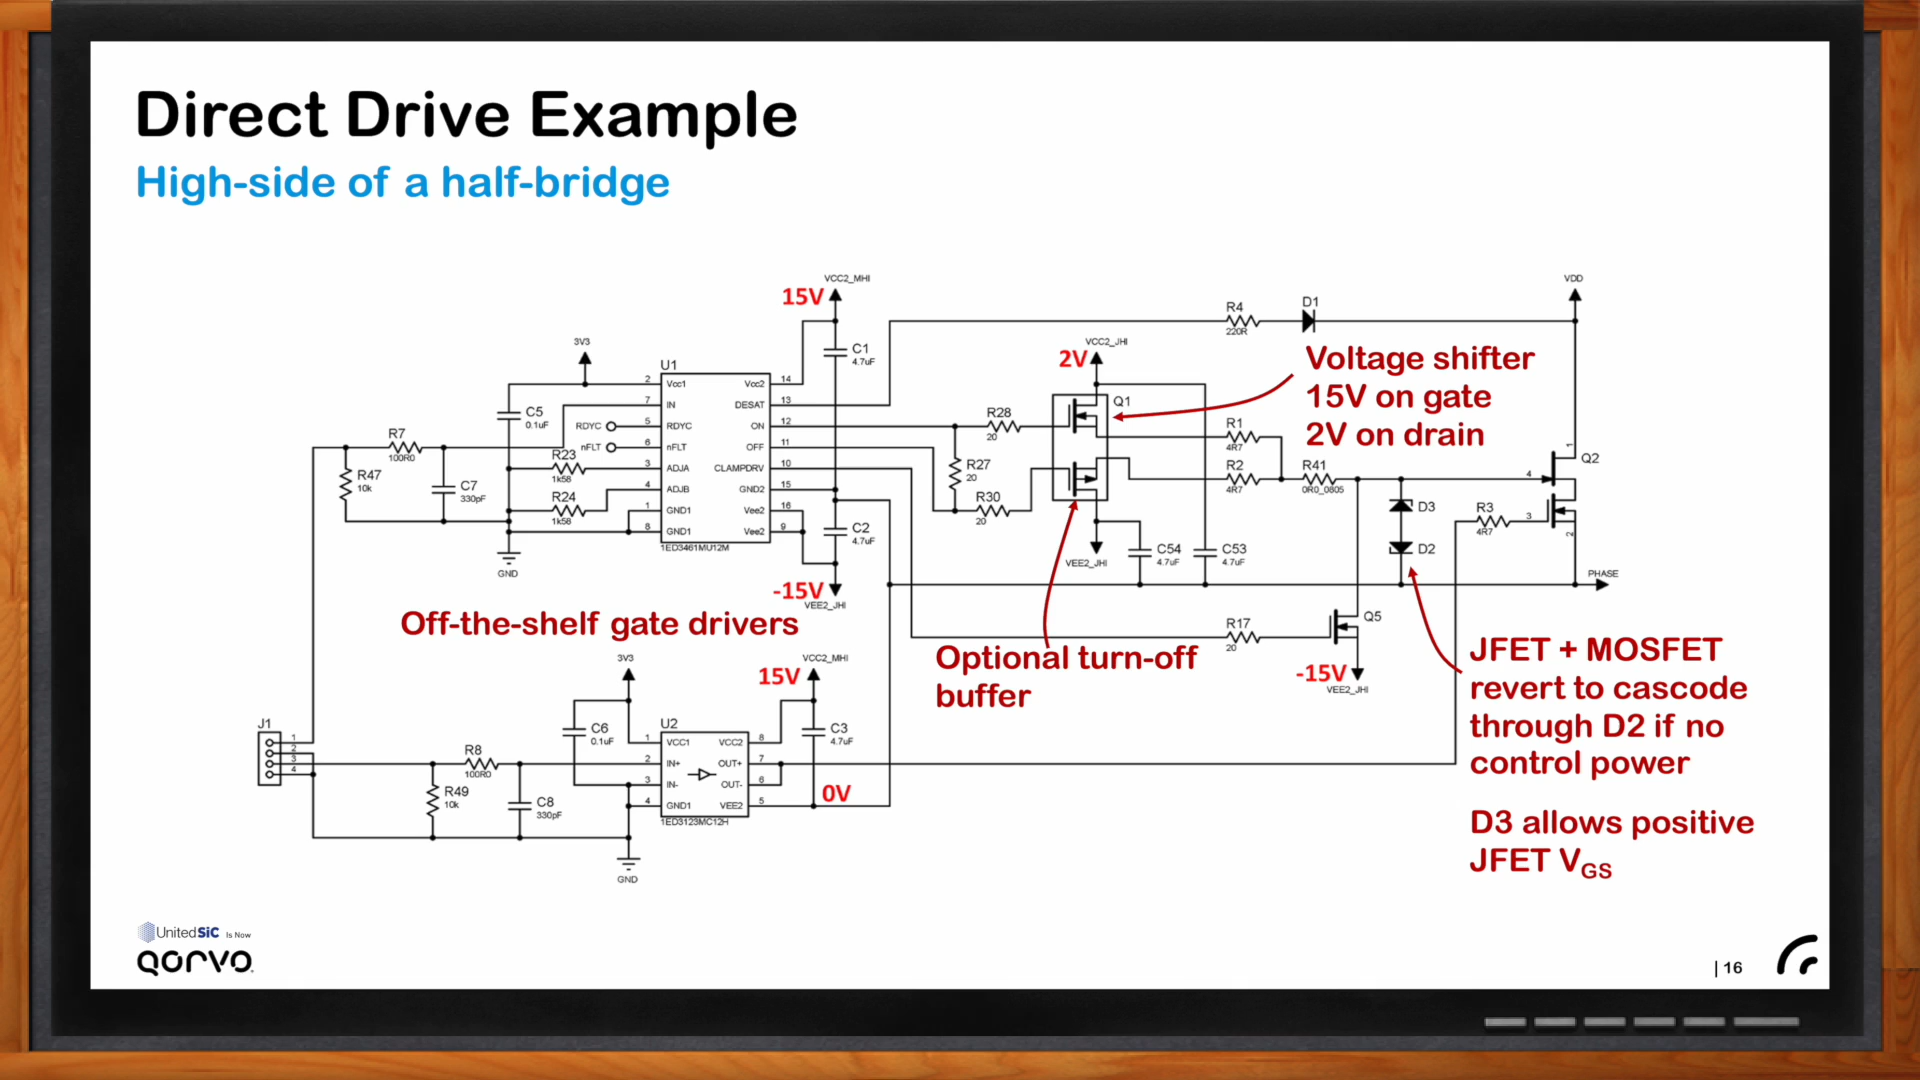 Direct Drive Example
High-side of a half-bridge
VCC2_MHI
15V
VDD
R4
220R
D1
3V3
U1
C1
4.7uF
VCC2_JHI
2V
Voltage shifter
15V on gate
2V on drain
2 Vcc1 Vcc2 14
7 IN DESAT 13
RDYC 5 RDYC ON 12
nFLT 6 nFLT OFF 11
3 ADJA CLAMPDRV 10
4 ADJB GND2 15
1 GND1 Vee2 16
8 GND1 Vee2 9
1ED3461MU12M
C5
0.1uF
R7
100R0
R47
10k
C7
330pF
R23
1k58
R24
1k58
GND
C2
4.7uF
-15V
VEE2_JHI
R28
20
R27
20
R30
20
Q1
R1
4R7
R2
4R7
R41
0R0_0805
VEE2_JHI
C54
4.7uF
C53
4.7uF
D3
D2
R3
4R7
1
4
Q2
3
2
PHASE
Off-the-shelf gate drivers
Optional turn-off
buffer
R17
20
Q5
-15V
VEE2_JHI
JFET + MOSFET
revert to cascode
through D2 if no
control power
D3 allows positive
JFET VGS
3V3
VCC2_MHI
15V
C6
0.1uF
U2
C3
4.7uF
1 VCC1 VCC2 8
2 IN+ OUT+ 7
3 IN- OUT- 6
4 GND1 VEE2 5
1ED3123MC12H
0V
J1
1
2
3
4
R8
100R0
R49
10k
C8
330pF
GND
UnitedSiC Is Now
QORVO
| 16